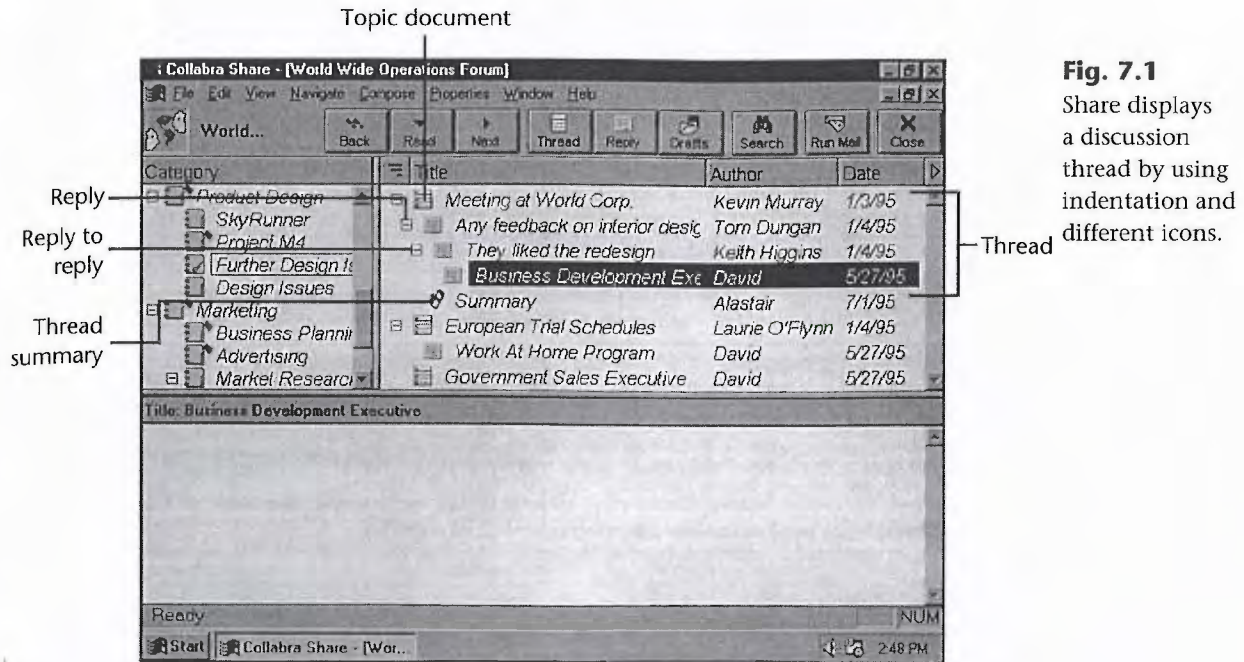 Topic document
Collabra Share - [World Wide Operations Forum]
File Edit View Navigate Compose Properties Window Help
World...
Back Read Next Thread Reply Drafts Search Run Mail Close
Category
Product Design
SkyRunner
Project M4
Further Design Is
Design Issues
Marketing
Business Plannin
Advertising
Market Research
Title Author Date
Meeting at World Corp. Kevin Murray 1/3/95
Any feedback on interior desig Tom Dungan 1/4/95
They liked the redesign Keith Higgins 1/4/95
Business Development Exe David 5/27/95
Summary Alastair 7/1/95
European Trial Schedules Laurie O'Flynn 1/4/95
Work At Home Program David 5/27/95
Government Sales Executive David 5/27/95
Title: Business Development Executive
Ready NUM
Start Collabra Share - [Wor... 2:48 PM
Reply
Reply to
reply
Thread
summary
Thread
Fig. 7.1
Share displays
a discussion
thread by using
indentation and
different icons.